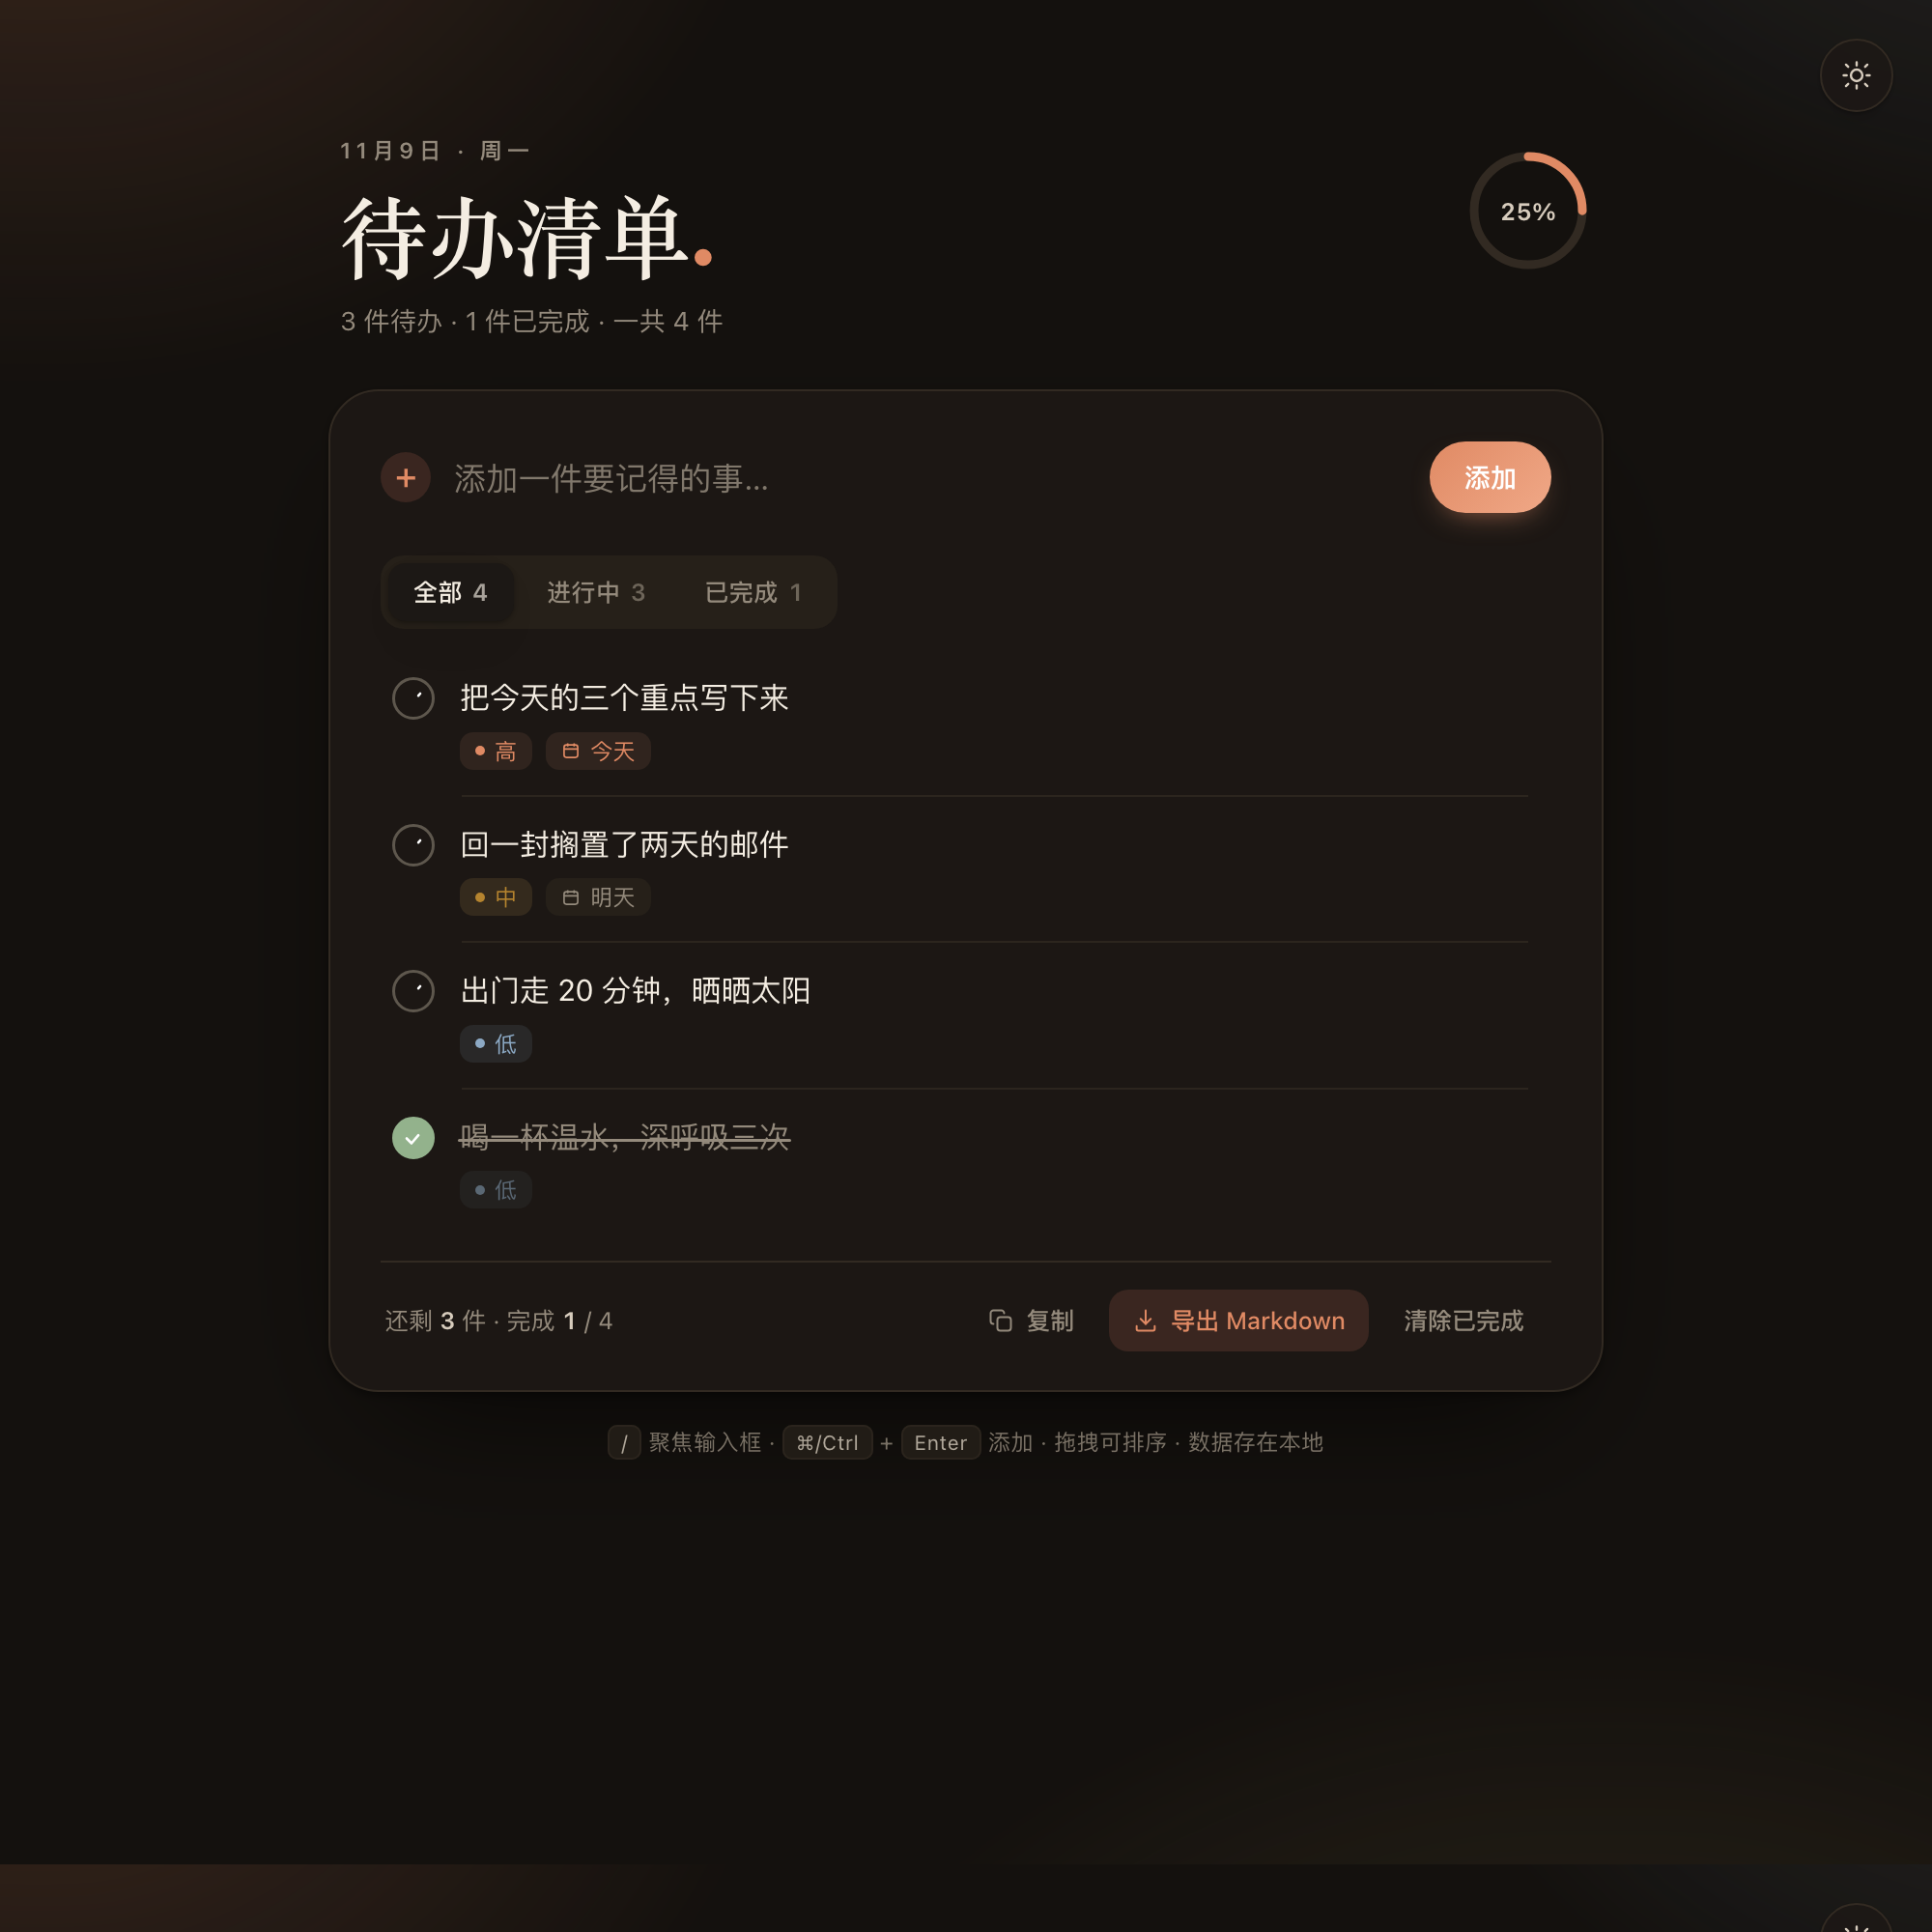 11月9日 · 周一
待办清单.
25%
3 件待办 · 1 件已完成 · 一共 4 件
添加一件要记得的事...
添加
全部 4 进行中 3 已完成 1
把今天的三个重点写下来
高 今天
回一封搁置了两天的邮件
中 明天
出门走 20 分钟，晒晒太阳
低
喝一杯温水，深呼吸三次
低
还剩 3 件 · 完成 1 / 4 复制 导出 Markdown 清除已完成
/ 聚焦输入框 · ⌘/Ctrl + Enter 添加 · 拖拽可排序 · 数据存在本地